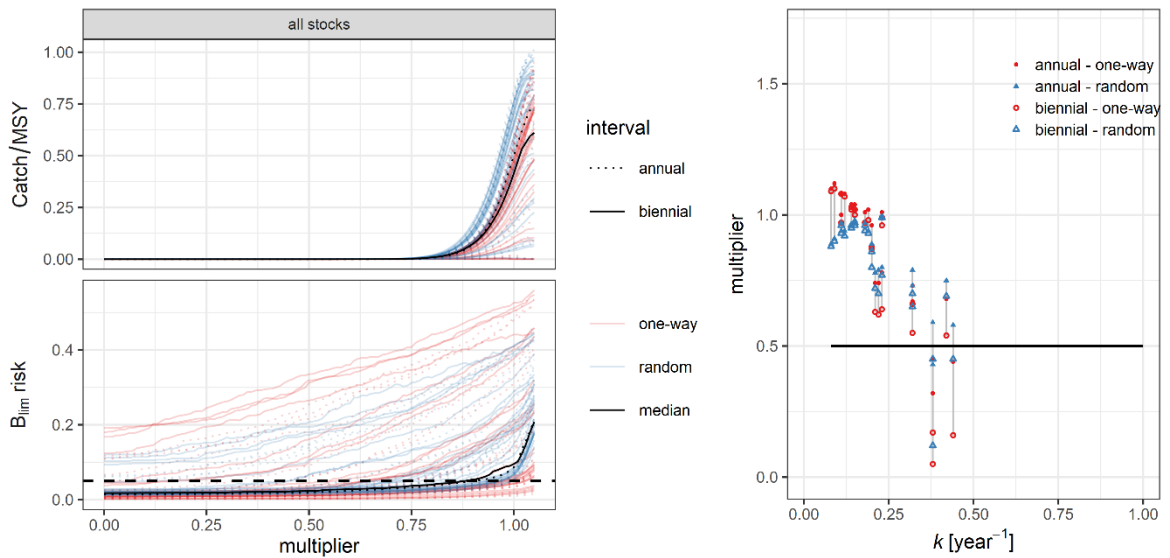 all stocks
Catch/MSY
1.00
0.75
0.50
0.25
0.00
B_lim risk
0.4
0.2
0.0
0.00 0.25 0.50 0.75 1.00
multiplier
interval
annual
biennial
one-way
random
median
multiplier
1.5
1.0
0.5
0.0
annual - one-way
annual - random
biennial - one-way
biennial - random
0.00 0.25 0.50 0.75 1.00
k [year⁻¹]